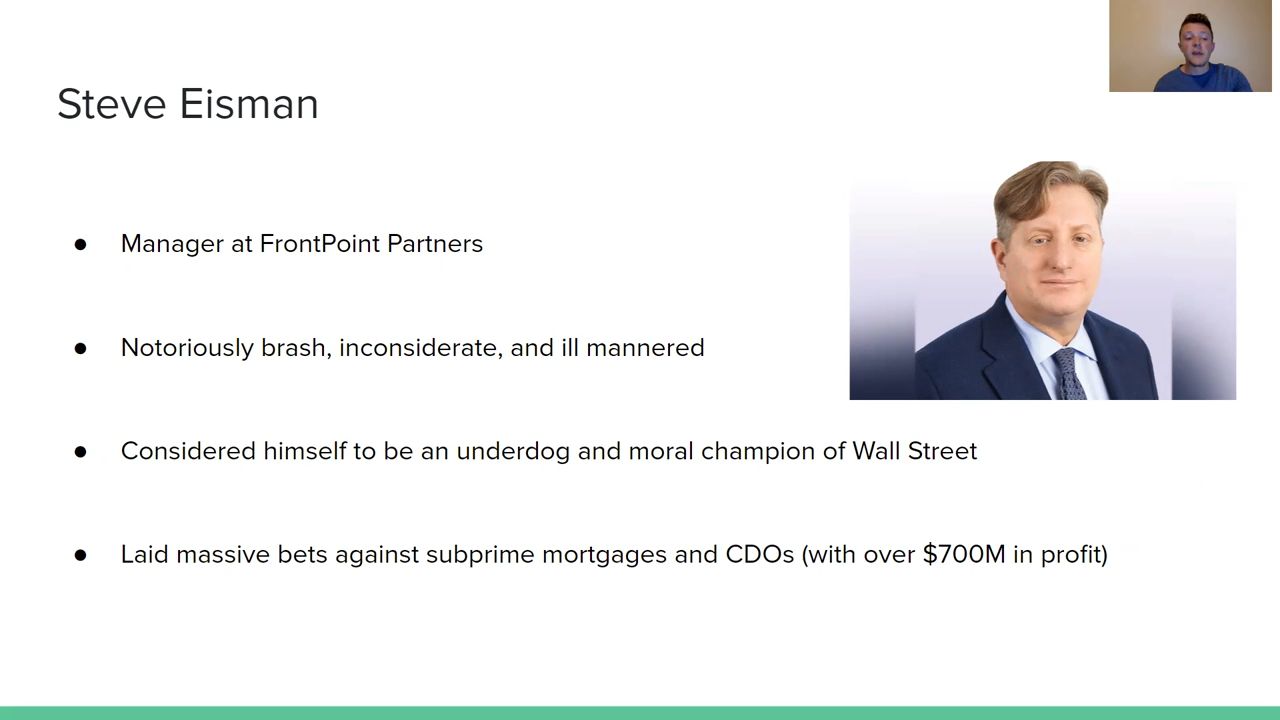 Steve Eisman
● Manager at FrontPoint Partners
● Notoriously brash, inconsiderate, and ill mannered
● Considered himself to be an underdog and moral champion of Wall Street
● Laid massive bets against subprime mortgages and CDOs (with over $700M in profit)